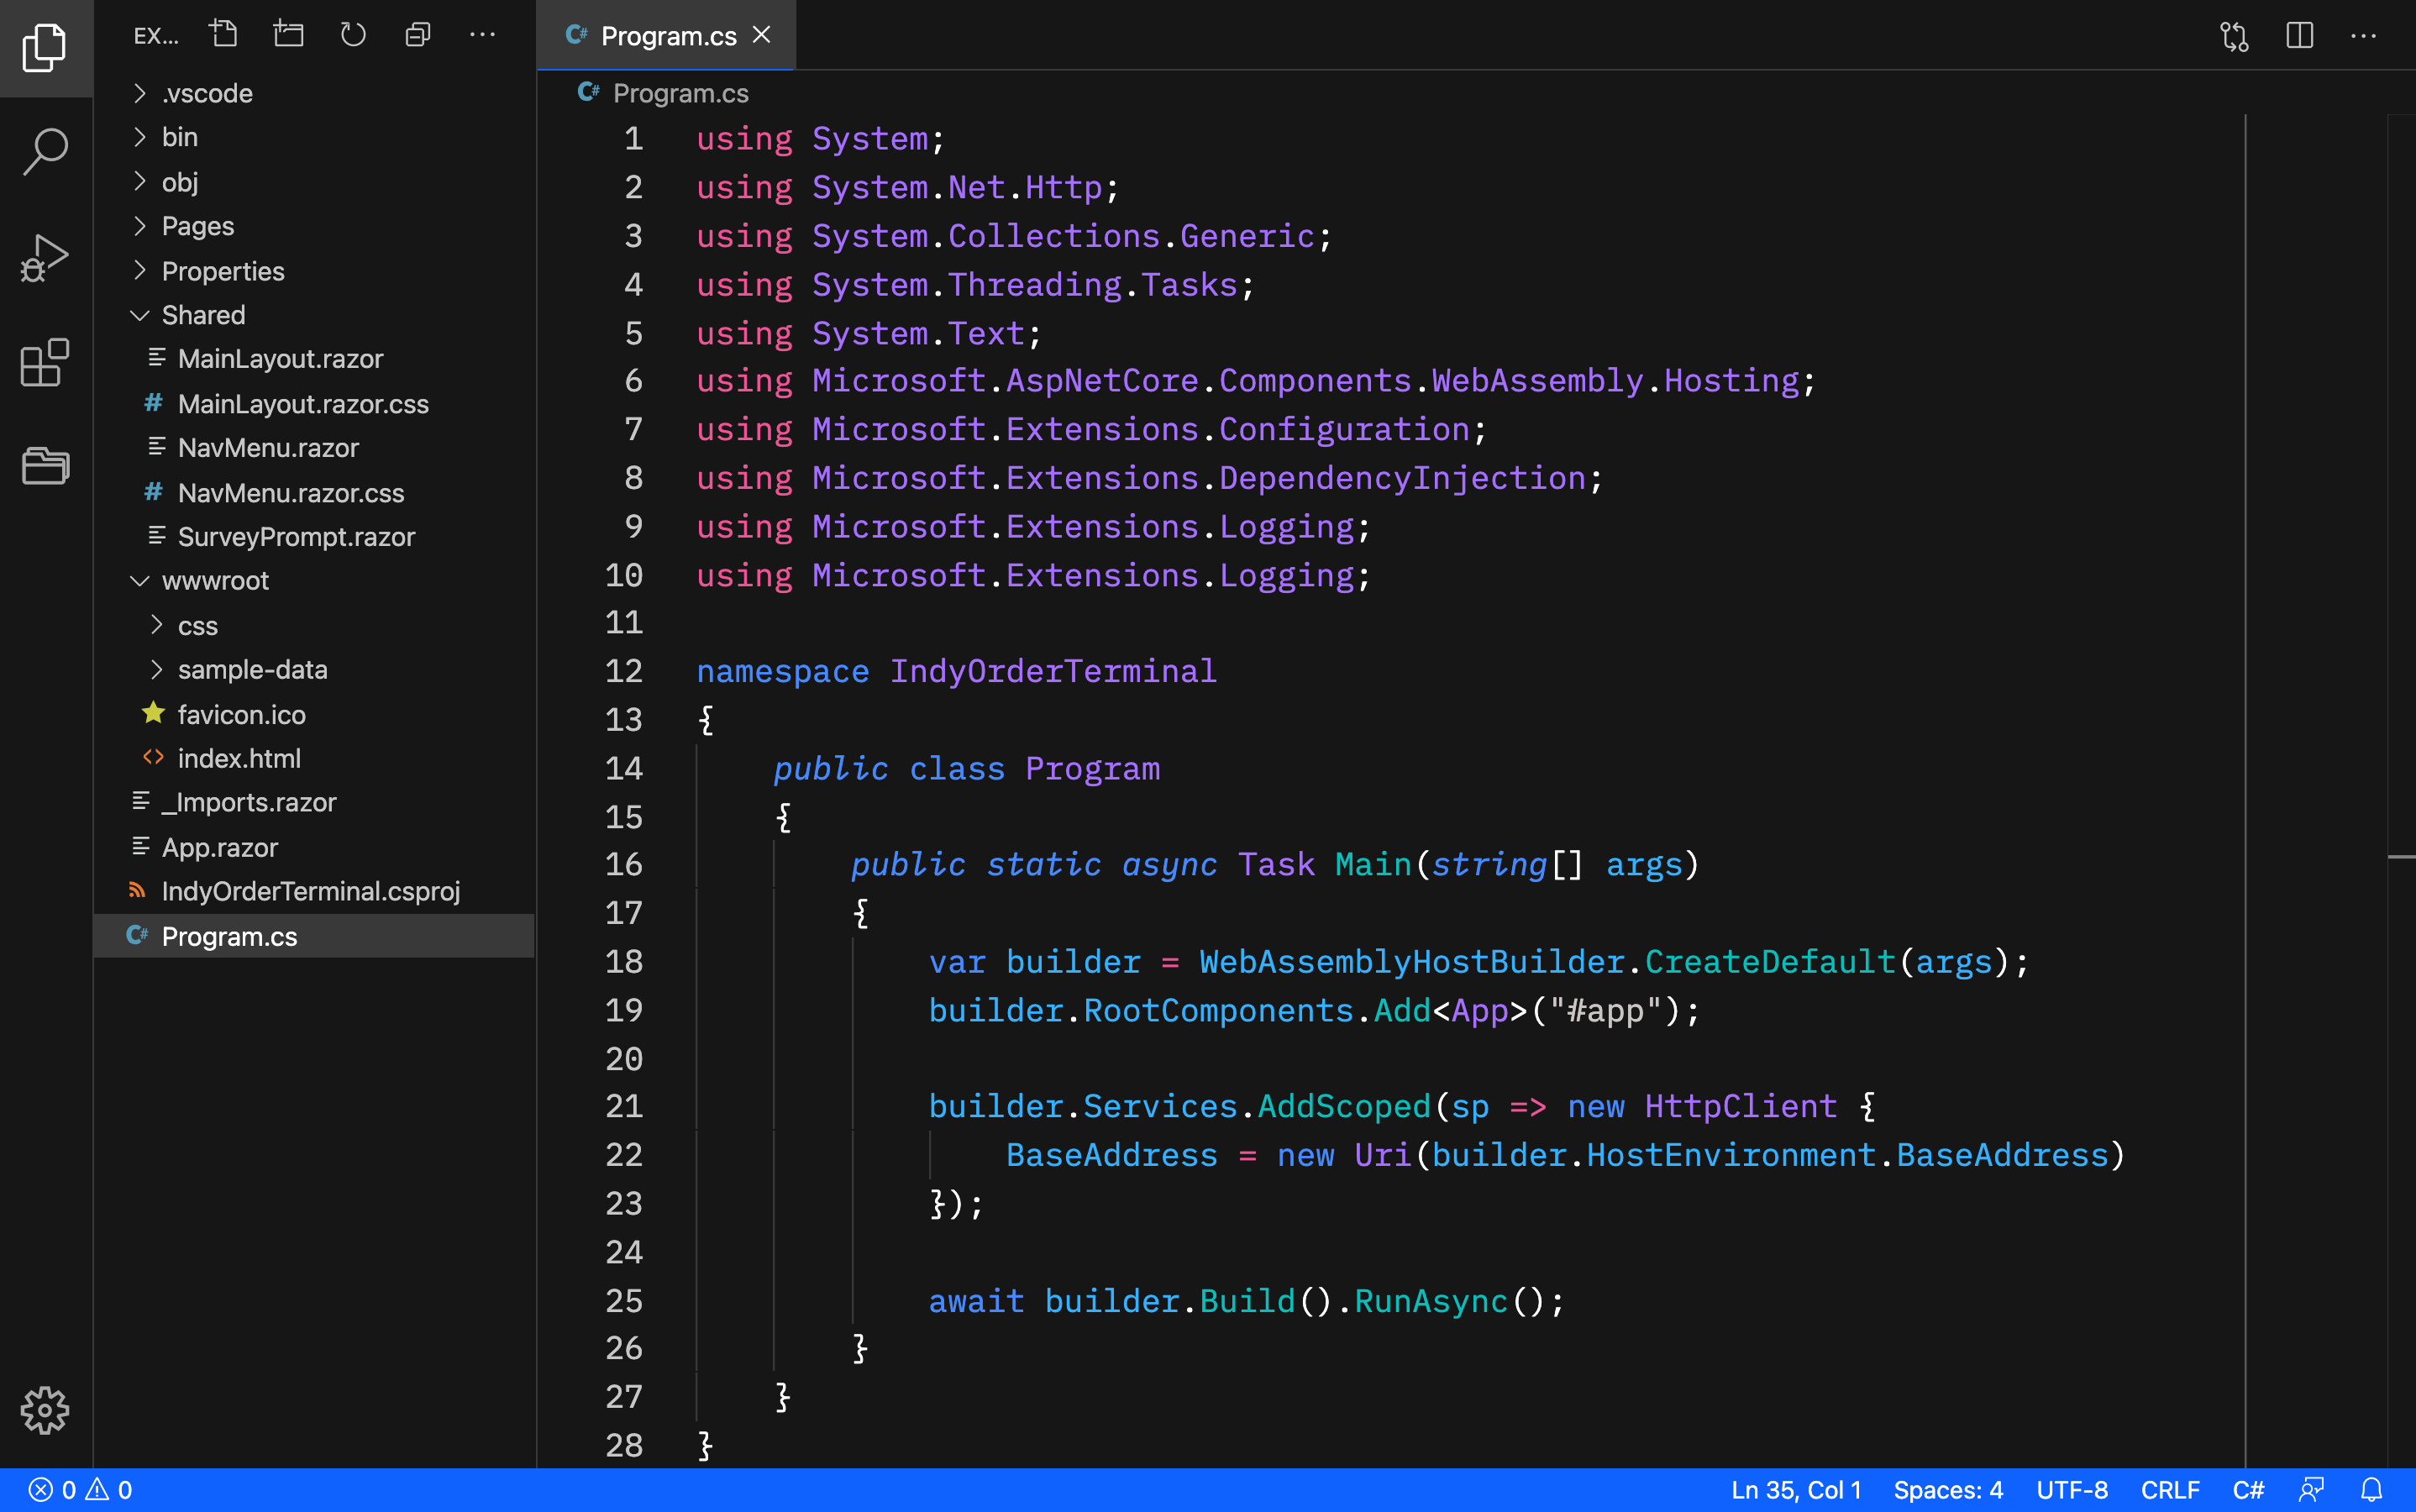 EX...
.vscode
bin
obj
Pages
Properties
Shared
MainLayout.razor
# MainLayout.razor.css
NavMenu.razor
# NavMenu.razor.css
SurveyPrompt.razor
wwwroot
css
sample-data
favicon.ico
<> index.html
_Imports.razor
App.razor
IndyOrderTerminal.csproj
C# Program.cs
C# Program.cs
C# Program.cs
1 using System;
2 using System.Net.Http;
3 using System.Collections.Generic;
4 using System.Threading.Tasks;
5 using System.Text;
6 using Microsoft.AspNetCore.Components.WebAssembly.Hosting;
7 using Microsoft.Extensions.Configuration;
8 using Microsoft.Extensions.DependencyInjection;
9 using Microsoft.Extensions.Logging;
10 using Microsoft.Extensions.Logging;
11
12 namespace IndyOrderTerminal
13 {
14     public class Program
15     {
16         public static async Task Main(string[] args)
17         {
18             var builder = WebAssemblyHostBuilder.CreateDefault(args);
19             builder.RootComponents.Add<App>("#app");
20
21             builder.Services.AddScoped(sp => new HttpClient {
22                 BaseAddress = new Uri(builder.HostEnvironment.BaseAddress)
23             });
24
25             await builder.Build().RunAsync();
26         }
27     }
28 }
0 0 Ln 35, Col 1 Spaces: 4 UTF-8 CRLF C#